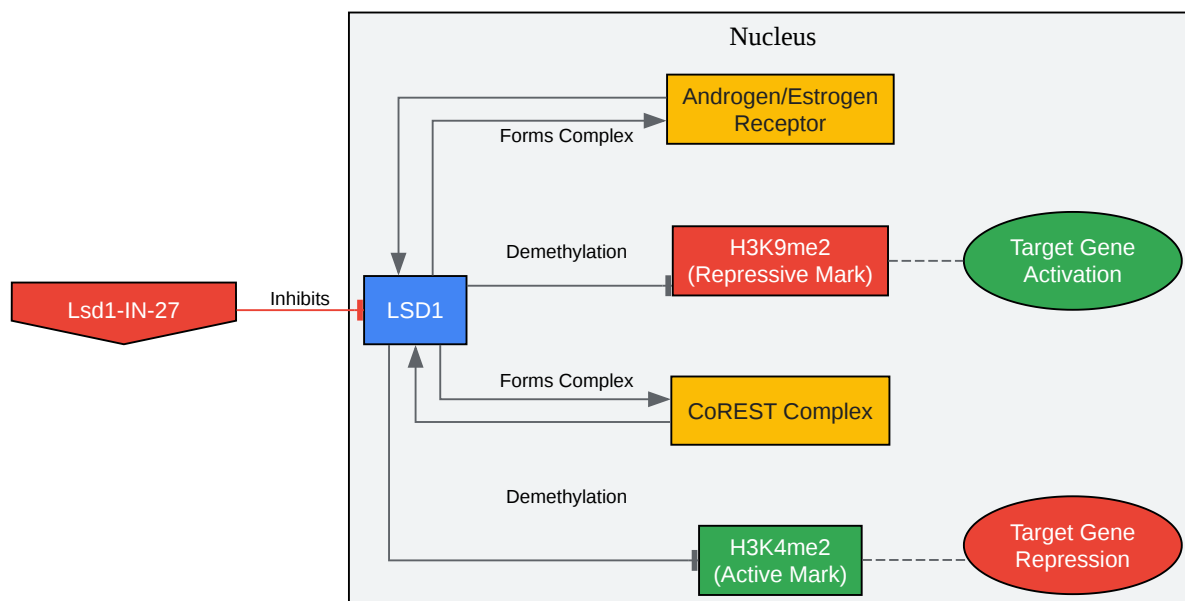 Nucleus
Androgen/Estrogen
Receptor
Forms Complex
Demethylation
H3K9me2
(Repressive Mark)
Target Gene
Activation
Lsd1-IN-27
Inhibits
LSD1
Forms Complex
CoREST Complex
Demethylation
H3K4me2
(Active Mark)
Target Gene
Repression